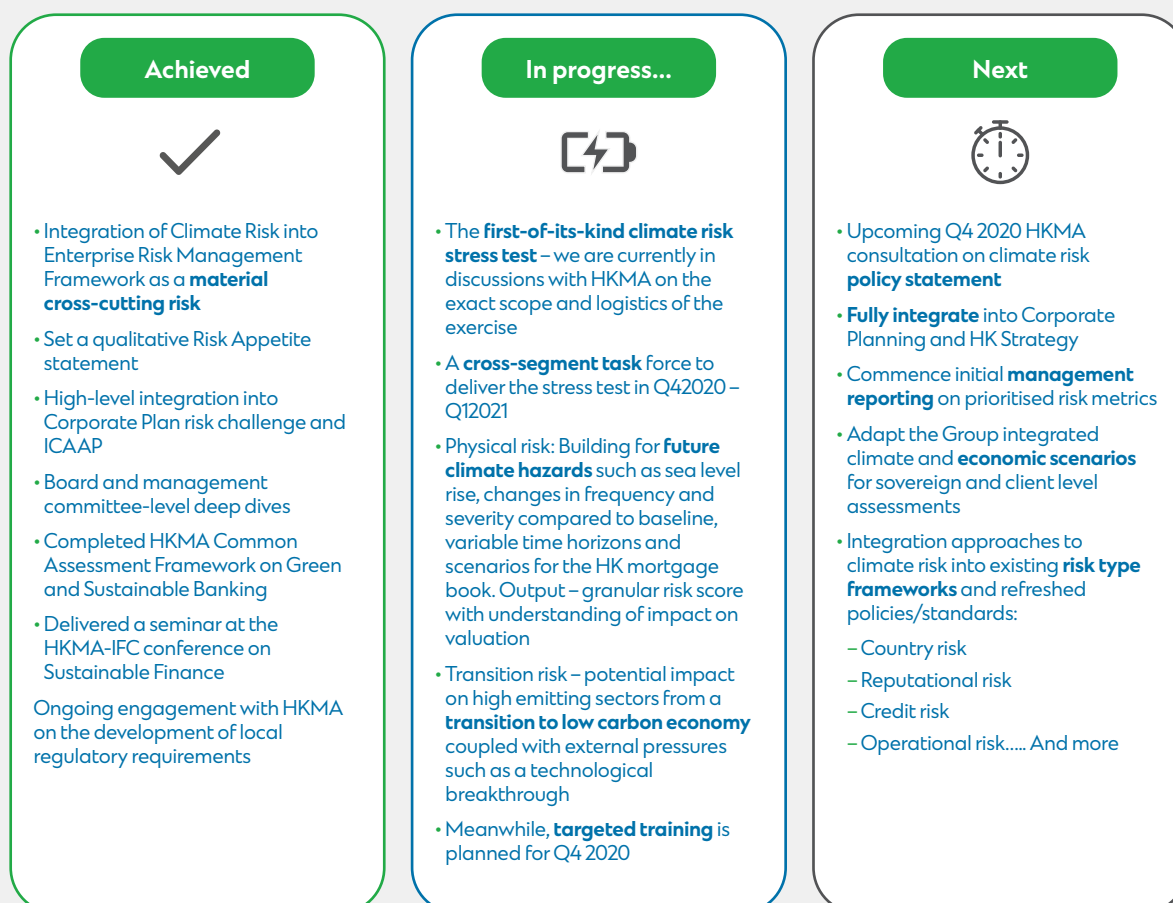 Achieved
• Integration of Climate Risk into
Enterprise Risk Management
Framework as a material
cross-cutting risk
• Set a qualitative Risk Appetite
statement
• High-level integration into
Corporate Plan risk challenge and
ICAAP
• Board and management
committee-level deep dives
• Completed HKMA Common
Assessment Framework on Green
and Sustainable Banking
• Delivered a seminar at the
HKMA-IFC conference on
Sustainable Finance
Ongoing engagement with HKMA
on the development of local
regulatory requirements
In progress...
• The first-of-its-kind climate risk
stress test – we are currently in
discussions with HKMA on the
exact scope and logistics of the
exercise
• A cross-segment task force to
deliver the stress test in Q42020 –
Q12021
• Physical risk: Building for future
climate hazards such as sea level
rise, changes in frequency and
severity compared to baseline,
variable time horizons and
scenarios for the HK mortgage
book. Output – granular risk score
with understanding of impact on
valuation
• Transition risk – potential impact
on high emitting sectors from a
transition to low carbon economy
coupled with external pressures
such as a technological
breakthrough
• Meanwhile, targeted training is
planned for Q4 2020
Next
• Upcoming Q4 2020 HKMA
consultation on climate risk
policy statement
• Fully integrate into Corporate
Planning and HK Strategy
• Commence initial management
reporting on prioritised risk metrics
• Adapt the Group integrated
climate and economic scenarios
for sovereign and client level
assessments
• Integration approaches to
climate risk into existing risk type
frameworks and refreshed
policies/standards:
– Country risk
– Reputational risk
– Credit risk
– Operational risk..... And more